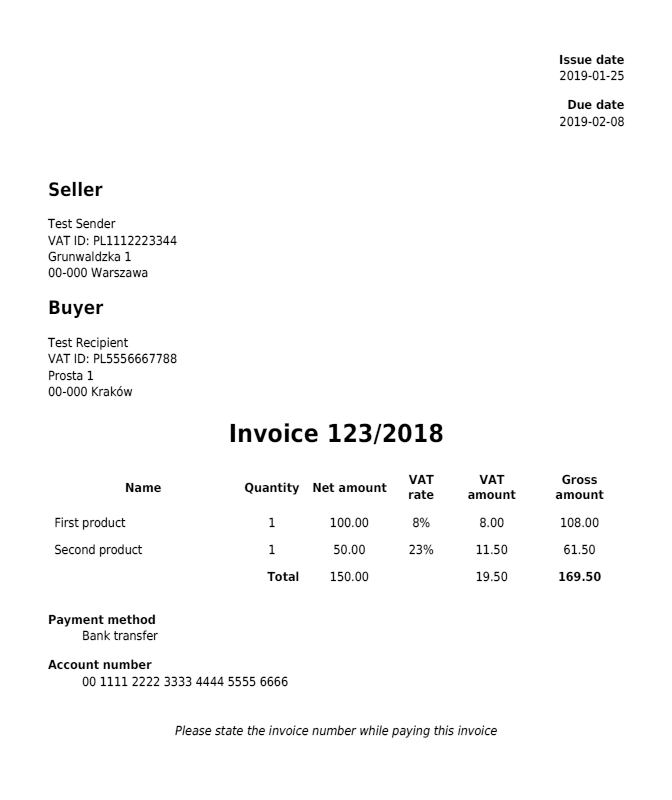 Issue date
2019-01-25
Due date
2019-02-08
Seller
Test Sender
VAT ID: PL1112223344
Grunwaldzka 1
00-000 Warszawa
Buyer
Test Recipient
VAT ID: PL5556667788
Prosta 1
00-000 Kraków
Invoice 123/2018
Name Quantity Net amount VAT rate VAT amount Gross amount
First product 1 100.00 8% 8.00 108.00
Second product 1 50.00 23% 11.50 61.50
Total 150.00 19.50 169.50
Payment method
Bank transfer
Account number
00 1111 2222 3333 4444 5555 6666
Please state the invoice number while paying this invoice